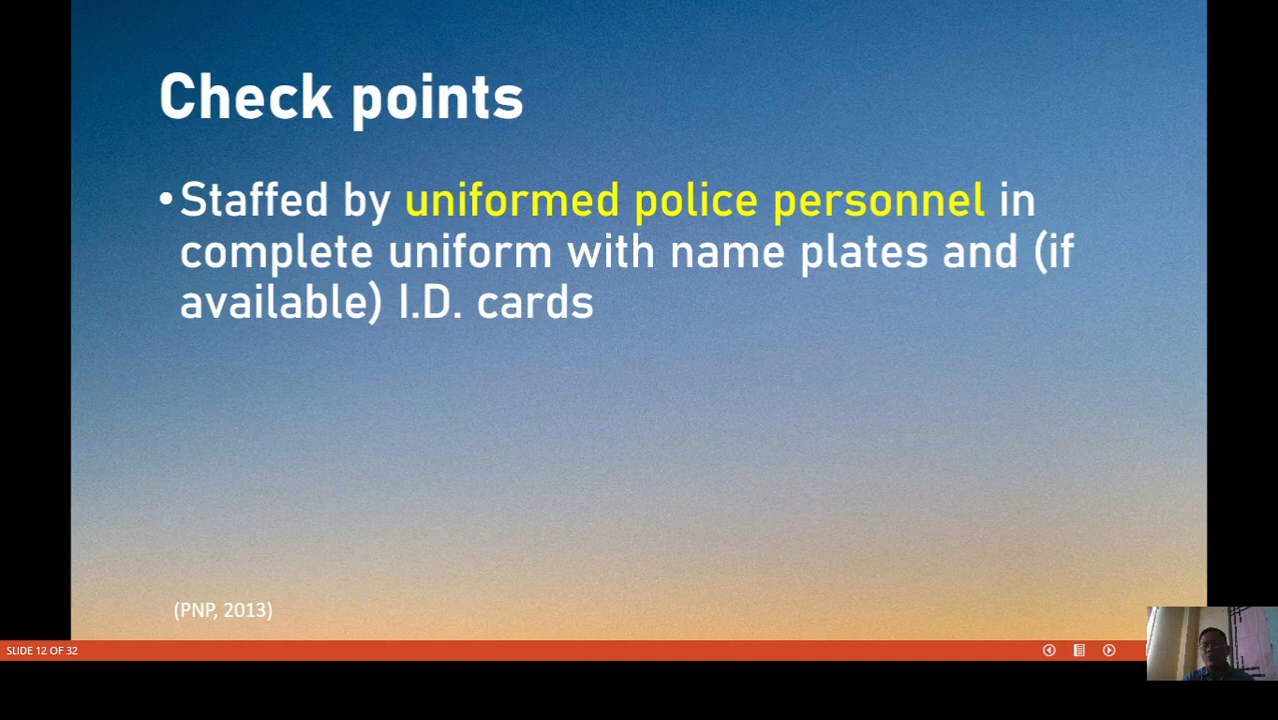 Check points
•Staffed by uniformed police personnel in
complete uniform with name plates and (if
available) I.D. cards
(PNP, 2013)
SLIDE 12 OF 32